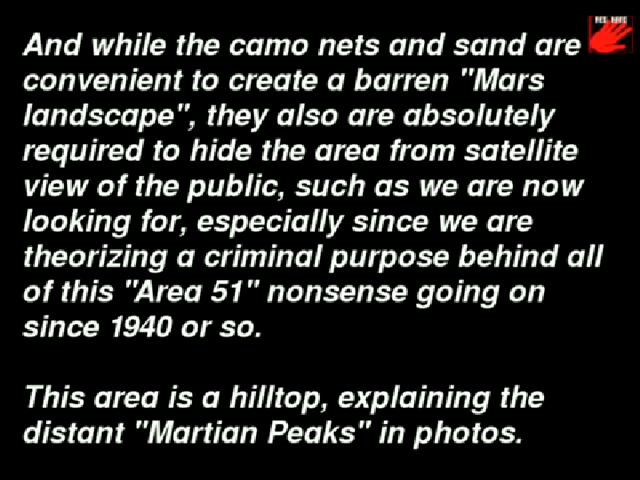 And while the camo nets and sand are
convenient to create a barren "Mars
landscape", they also are absolutely
required to hide the area from satellite
view of the public, such as we are now
looking for, especially since we are
theorizing a criminal purpose behind all
of this "Area 51" nonsense going on
since 1940 or so.
This area is a hilltop, explaining the
distant "Martian Peaks" in photos.
RED HAND